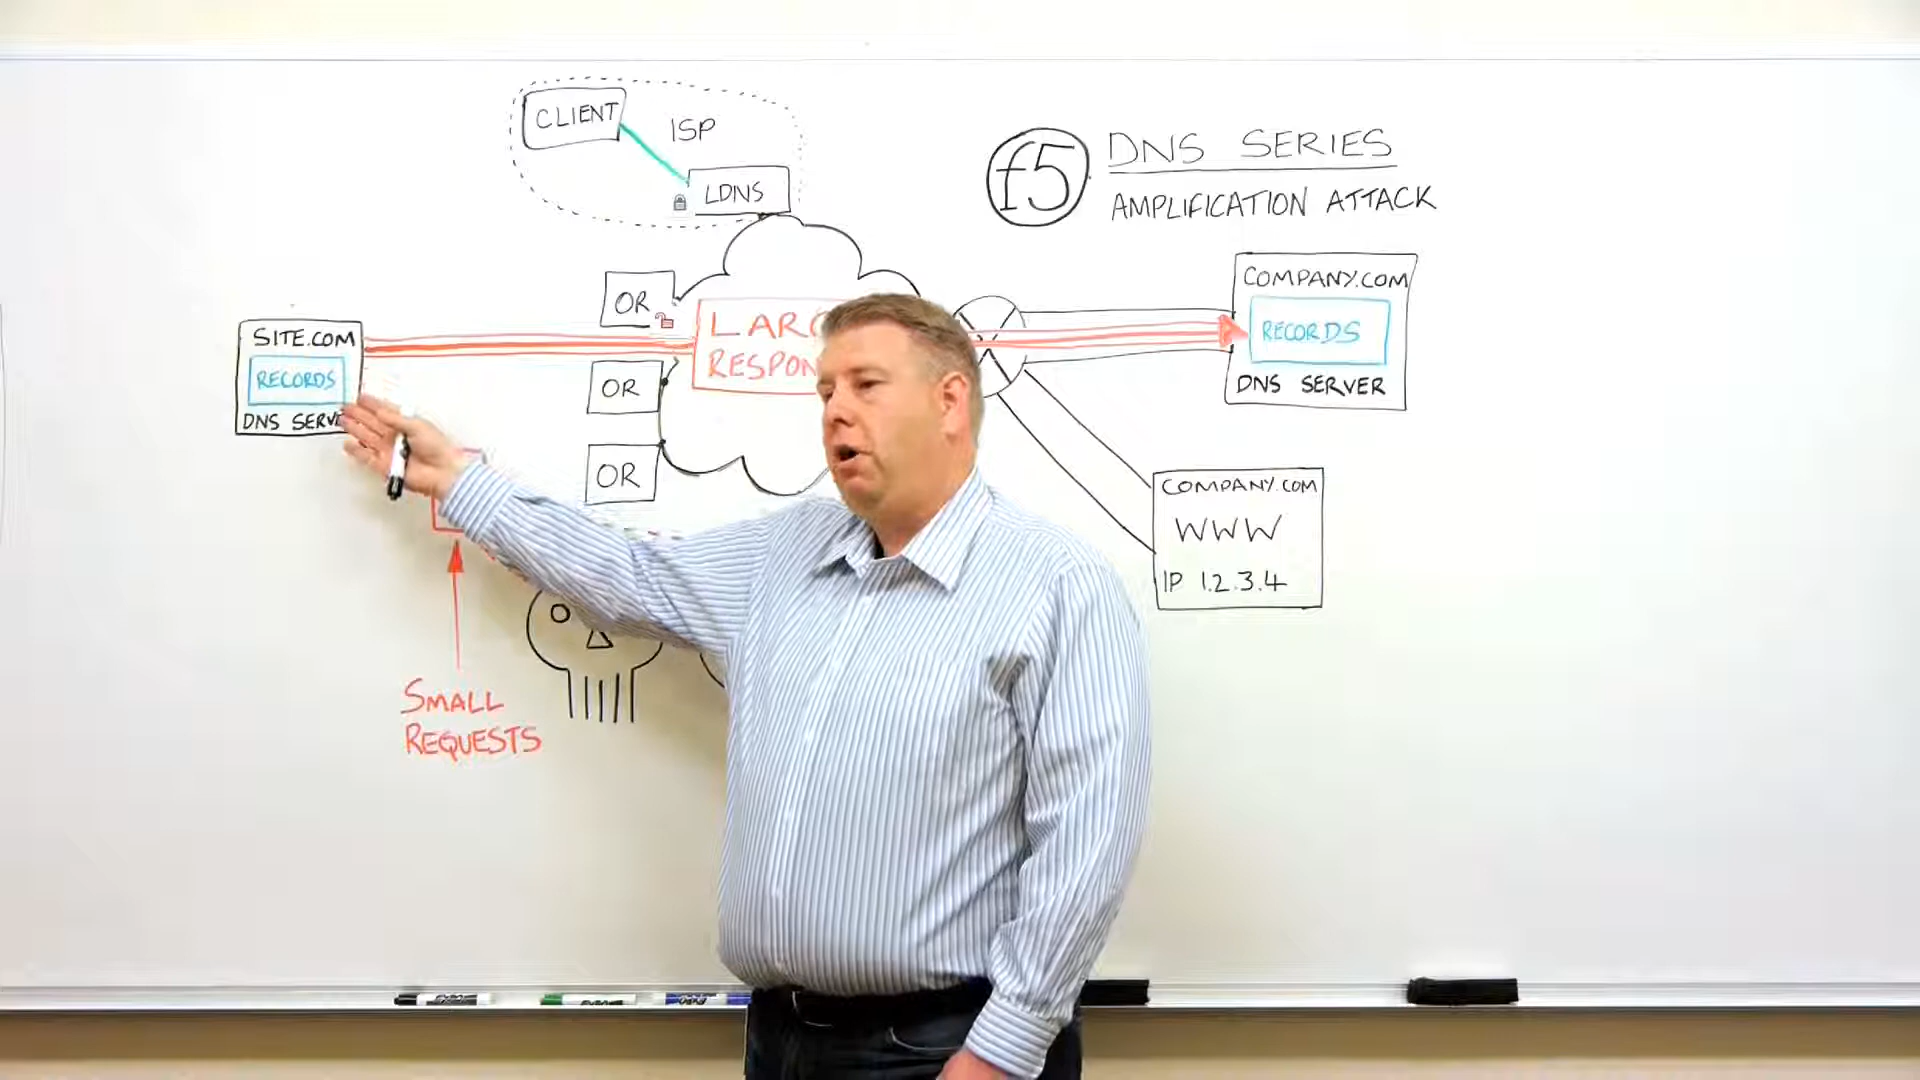 CLIENT
ISP
LDNS
f5
DNS SERIES
AMPLIFICATION ATTACK
OR
OR
OR
SITE.COM
RECORDS
DNS
COMPANY.COM
RECORDS
DNS SERVER
COMPANY.COM
WWW
IP 1.2.3.4
SMALL
REQUESTS